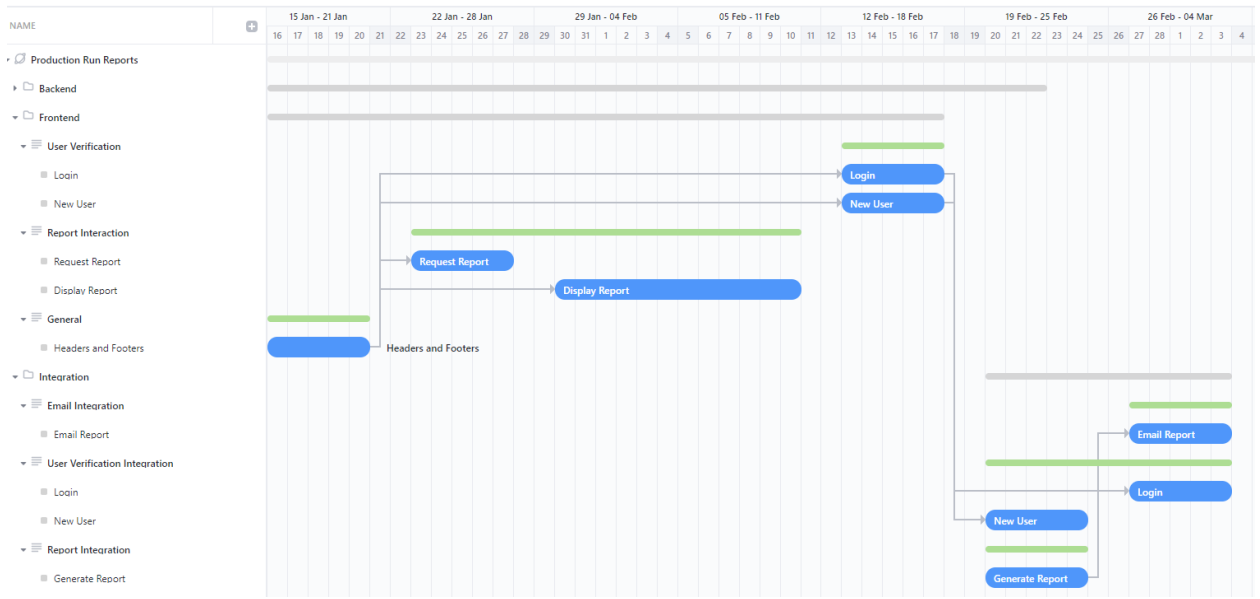 NAME
15 Jan - 21 Jan 22 Jan - 28 Jan 29 Jan - 04 Feb 05 Feb - 11 Feb 12 Feb - 18 Feb 19 Feb - 25 Feb 26 Feb - 04 Mar
16 17 18 19 20 21 22 23 24 25 26 27 28 29 30 31 1 2 3 4 5 6 7 8 9 10 11 12 13 14 15 16 17 18 19 20 21 22 23 24 25 26 27 28 1 2 3 4
Production Run Reports
Backend
Frontend
User Verification
Login Login
New User New User
Report Interaction
Request Report Request Report
Display Report Display Report
General
Headers and Footers Headers and Footers
Integration
Email Integration
Email Report Email Report
User Verification Integration
Login Login
New User New User
Report Integration
Generate Report Generate Report